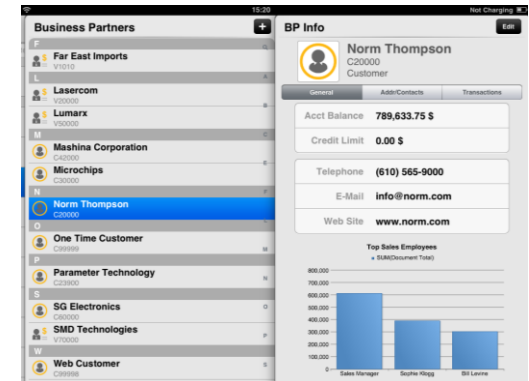 15:20
Not Charging
Business Partners
+
F
Far East Imports
V1010
L
Lasercom
V20000
Lumarx
V50000
M
Mashina Corporation
C42000
Microchips
C30000
N
Norm Thompson
C20000
O
One Time Customer
C99999
P
Parameter Technology
C23900
S
SG Electronics
C60000
SMD Technologies
V70000
W
Web Customer
C99998
Q
A
B
C
E
F
L
M
N
O
P
S
BP Info
Edit
Norm Thompson
C20000
Customer
General
Addr/Contacts
Transactions
Acct Balance 789,633.75 $
Credit Limit 0.00 $
Telephone (610) 565-9000
E-Mail info@norm.com
Web Site www.norm.com
Top Sales Employees
SUM(Document Total)
800,000
700,000
600,000
500,000
400,000
300,000
200,000
100,000
0
Sales Manager
Sophie Klogg
Bill Levine